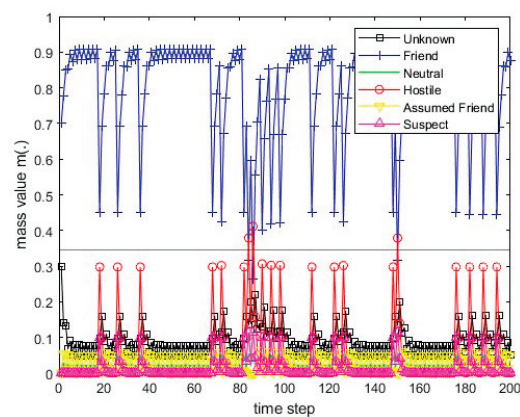 1
0.9
0.8
0.7
0.6
0.5
0.4
0.3
0.2
0.1
0
0 20 40 60 80 100 120 140 160 180 200
mass value m(.)
time step
Unknown
Friend
Neutral
Hostile
Assumed Friend
Suspect